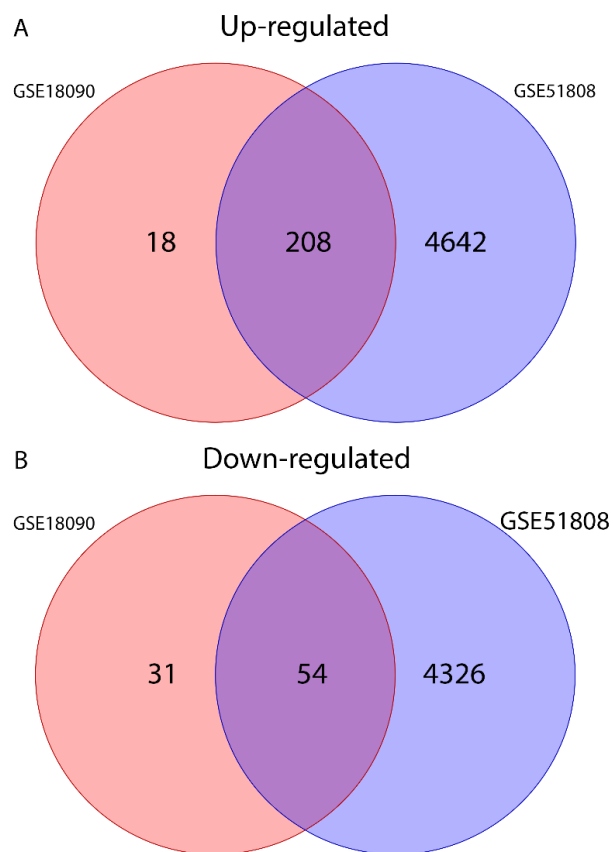 A
Up-regulated
GSE18090
GSE51808
18
208
4642
B
Down-regulated
GSE18090
GSE51808
31
54
4326